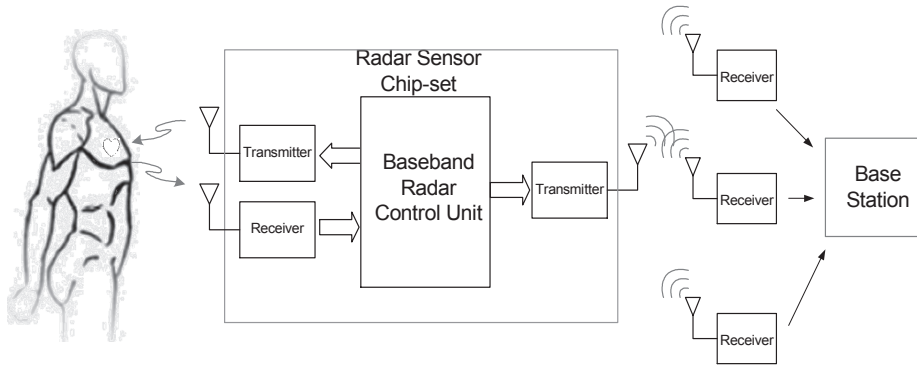 Radar Sensor
Chip-set
Transmitter
Receiver
Baseband
Radar
Control Unit
Transmitter
Receiver
Receiver
Receiver
Base
Station